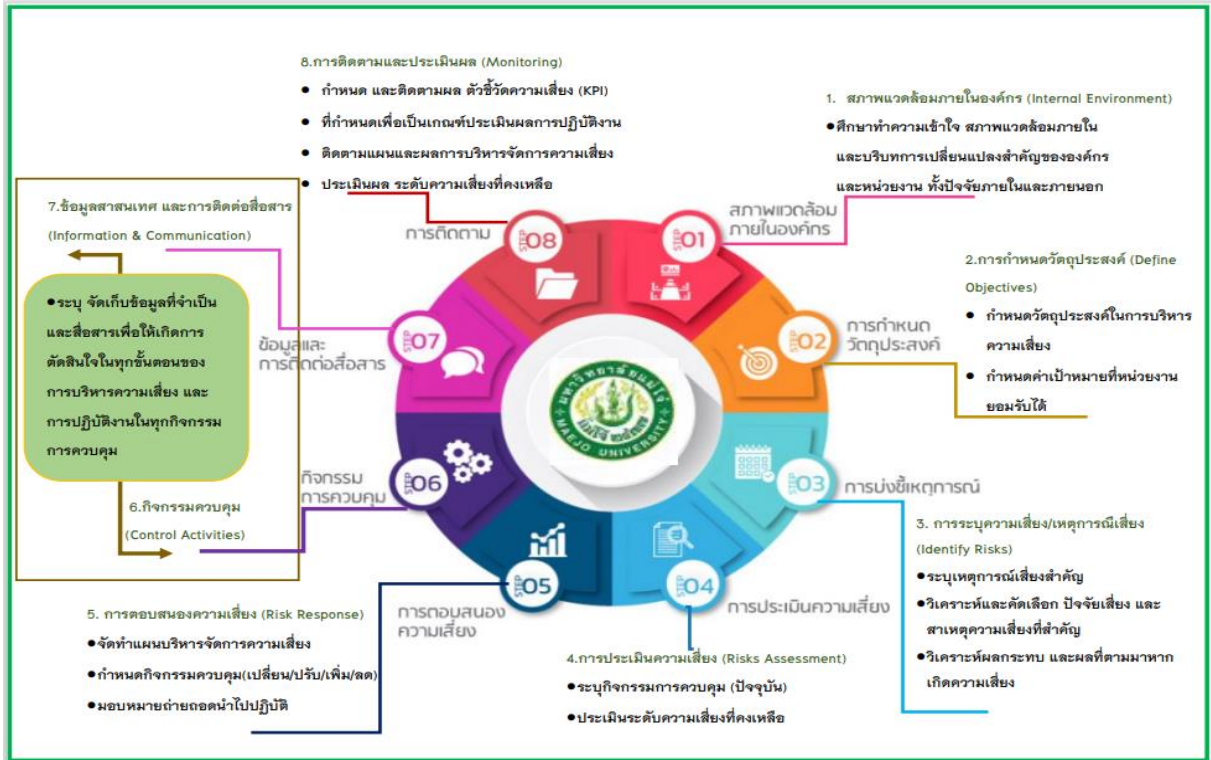 8.การติดตามและประเมินผล (Monitoring)
● กำหนด และติดตามผล ตัวชี้วัดความเสี่ยง (KPI)
● ที่กำหนดเพื่อเป็นเกณฑ์ประเมินผลการปฏิบัติงาน
● ติดตามแผนและผลการบริหารจัดการความเสี่ยง
● ประเมินผล ระดับความเสี่ยงที่คงเหลือ
1. สภาพแวดล้อมภายในองค์กร (Internal Environment)
●ศึกษาทำความเข้าใจ สภาพแวดล้อมภายใน
และบริบทการเปลี่ยนแปลงสำคัญขององค์กร
และหน่วยงาน ทั้งปัจจัยภายในและภายนอก
2.การกำหนดวัตถุประสงค์ (Define
Objectives)
● กำหนดวัตถุประสงค์ในการบริหาร
ความเสี่ยง
● กำหนดค่าเป้าหมายที่หน่วยงาน
ยอมรับได้
3. การระบุความเสี่ยง/เหตุการณ์เสี่ยง
(Identify Risks)
●ระบุเหตุการณ์เสี่ยงสำคัญ
●วิเคราะห์และคัดเลือก ปัจจัยเสี่ยง และ
สาเหตุความเสี่ยงที่สำคัญ
●วิเคราะห์ผลกระทบ และผลที่ตามมาหาก
เกิดความเสี่ยง
4.การประเมินความเสี่ยง (Risks Assessment)
●ระบุกิจกรรมการควบคุม (ปัจจุบัน)
●ประเมินระดับความเสี่ยงที่คงเหลือ
5. การตอบสนองความเสี่ยง (Risk Response)
●จัดทำแผนบริหารจัดการความเสี่ยง
●กำหนดกิจกรรมควบคุม(เปลี่ยน/ปรับ/เพิ่ม/ลด)
●มอบหมายถ่ายถอดนำไปปฏิบัติ
7.ข้อมูลสาสนเทศ และการติดต่อสื่อสาร
(Information & Communication)
●ระบุ จัดเก็บข้อมูลที่จำเป็น
และสื่อสารเพื่อให้เกิดการ
ตัดสินใจในทุกขั้นตอนของ
การบริหารความเสี่ยง และ
การปฏิบัติงานในทุกกิจกรรม
การควบคุม
6.กิจกรรมควบคุม
(Control Activities)
STEP 01
สภาพแวดล้อม
ภายในองค์กร
STEP 02
การกำหนด
วัตถุประสงค์
STEP 03
การบ่งชี้เหตุการณ์
STEP 04
การประเมินความเสี่ยง
STEP 05
การตอบสนอง
ความเสี่ยง
STEP 06
กิจกรรม
การควบคุม
STEP 07
ข้อมูลและ
การติดต่อสื่อสาร
STEP 08
การติดตาม
มหาวิทยาลัยแม่โจ้
แม่โจ้ ๒๔๗๗
MAEJO UNIVERSITY